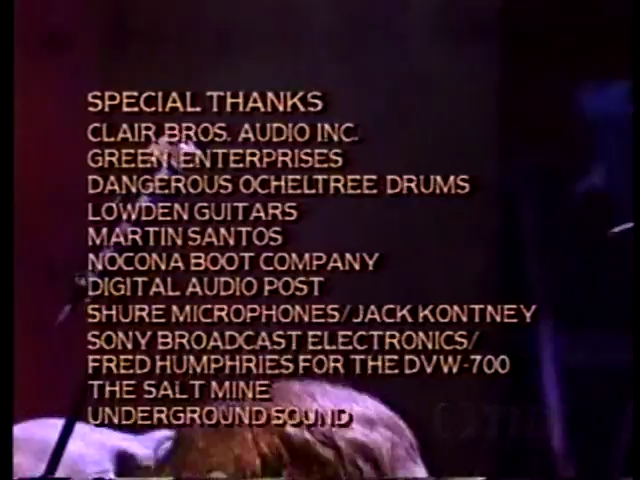 SPECIAL THANKS
CLAIR BROS. AUDIO INC.
GREEN ENTERPRISES
DANGEROUS OCHELTREE DRUMS
LOWDEN GUITARS
MARTIN SANTOS
NOCONA BOOT COMPANY
DIGITAL AUDIO POST
SHURE MICROPHONES/JACK KONTNEY
SONY BROADCAST ELECTRONICS/
FRED HUMPHRIES FOR THE DVW-700
THE SALT MINE
UNDERGROUND SOUND